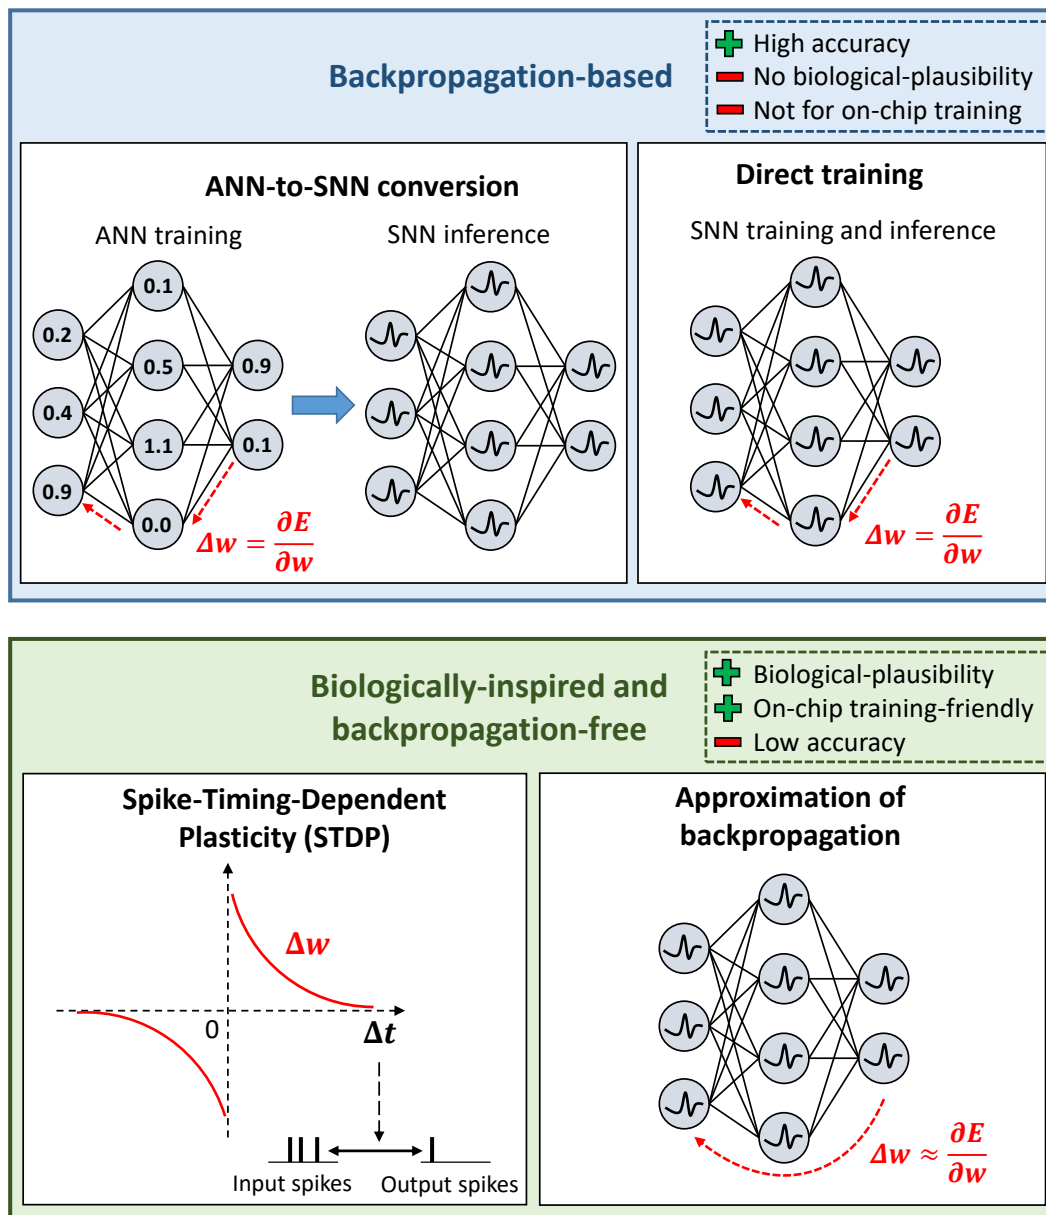 Backpropagation-based
High accuracy
No biological-plausibility
Not for on-chip training
ANN-to-SNN conversion
ANN training
SNN inference
0.1
0.2
0.5
0.9
0.4
1.1
0.1
0.9
0.0
Δw = ∂E/∂w
Direct training
SNN training and inference
Δw = ∂E/∂w
Biologically-inspired and
backpropagation-free
Biological-plausibility
On-chip training-friendly
Low accuracy
Spike-Timing-Dependent
Plasticity (STDP)
Δw
0
Δt
Input spikes
Output spikes
Approximation of
backpropagation
Δw ≈ ∂E/∂w